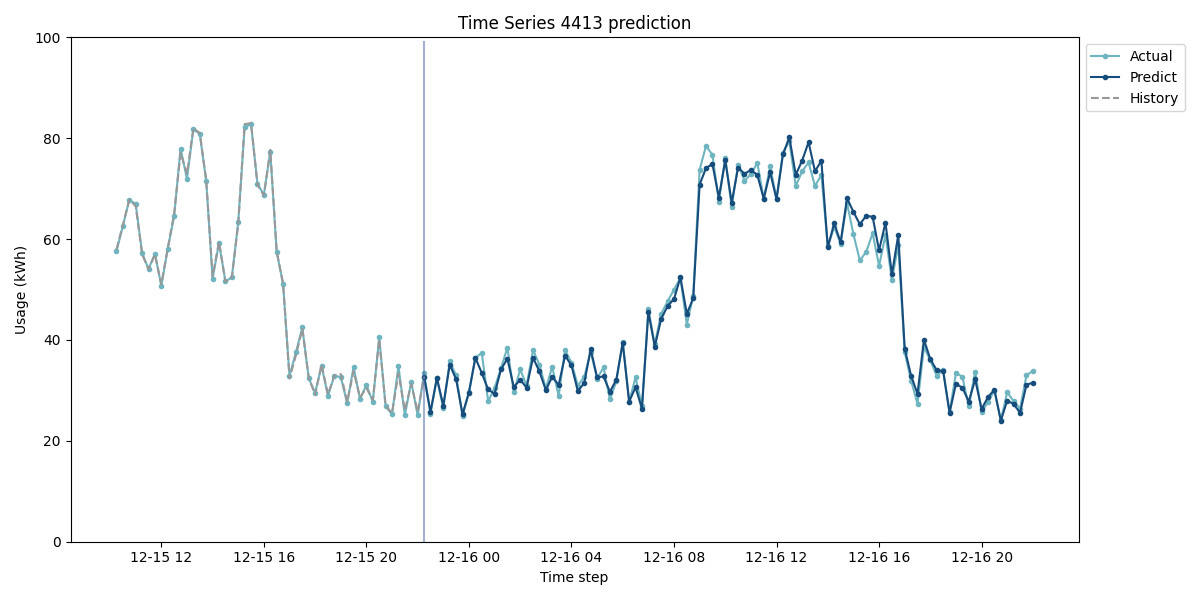 Time Series 4413 prediction
100
80
60
40
20
0
Usage (kWh)
12-15 12
12-15 16
12-15 20
12-16 00
12-16 04
12-16 08
12-16 12
12-16 16
12-16 20
Time step
Actual
Predict
History